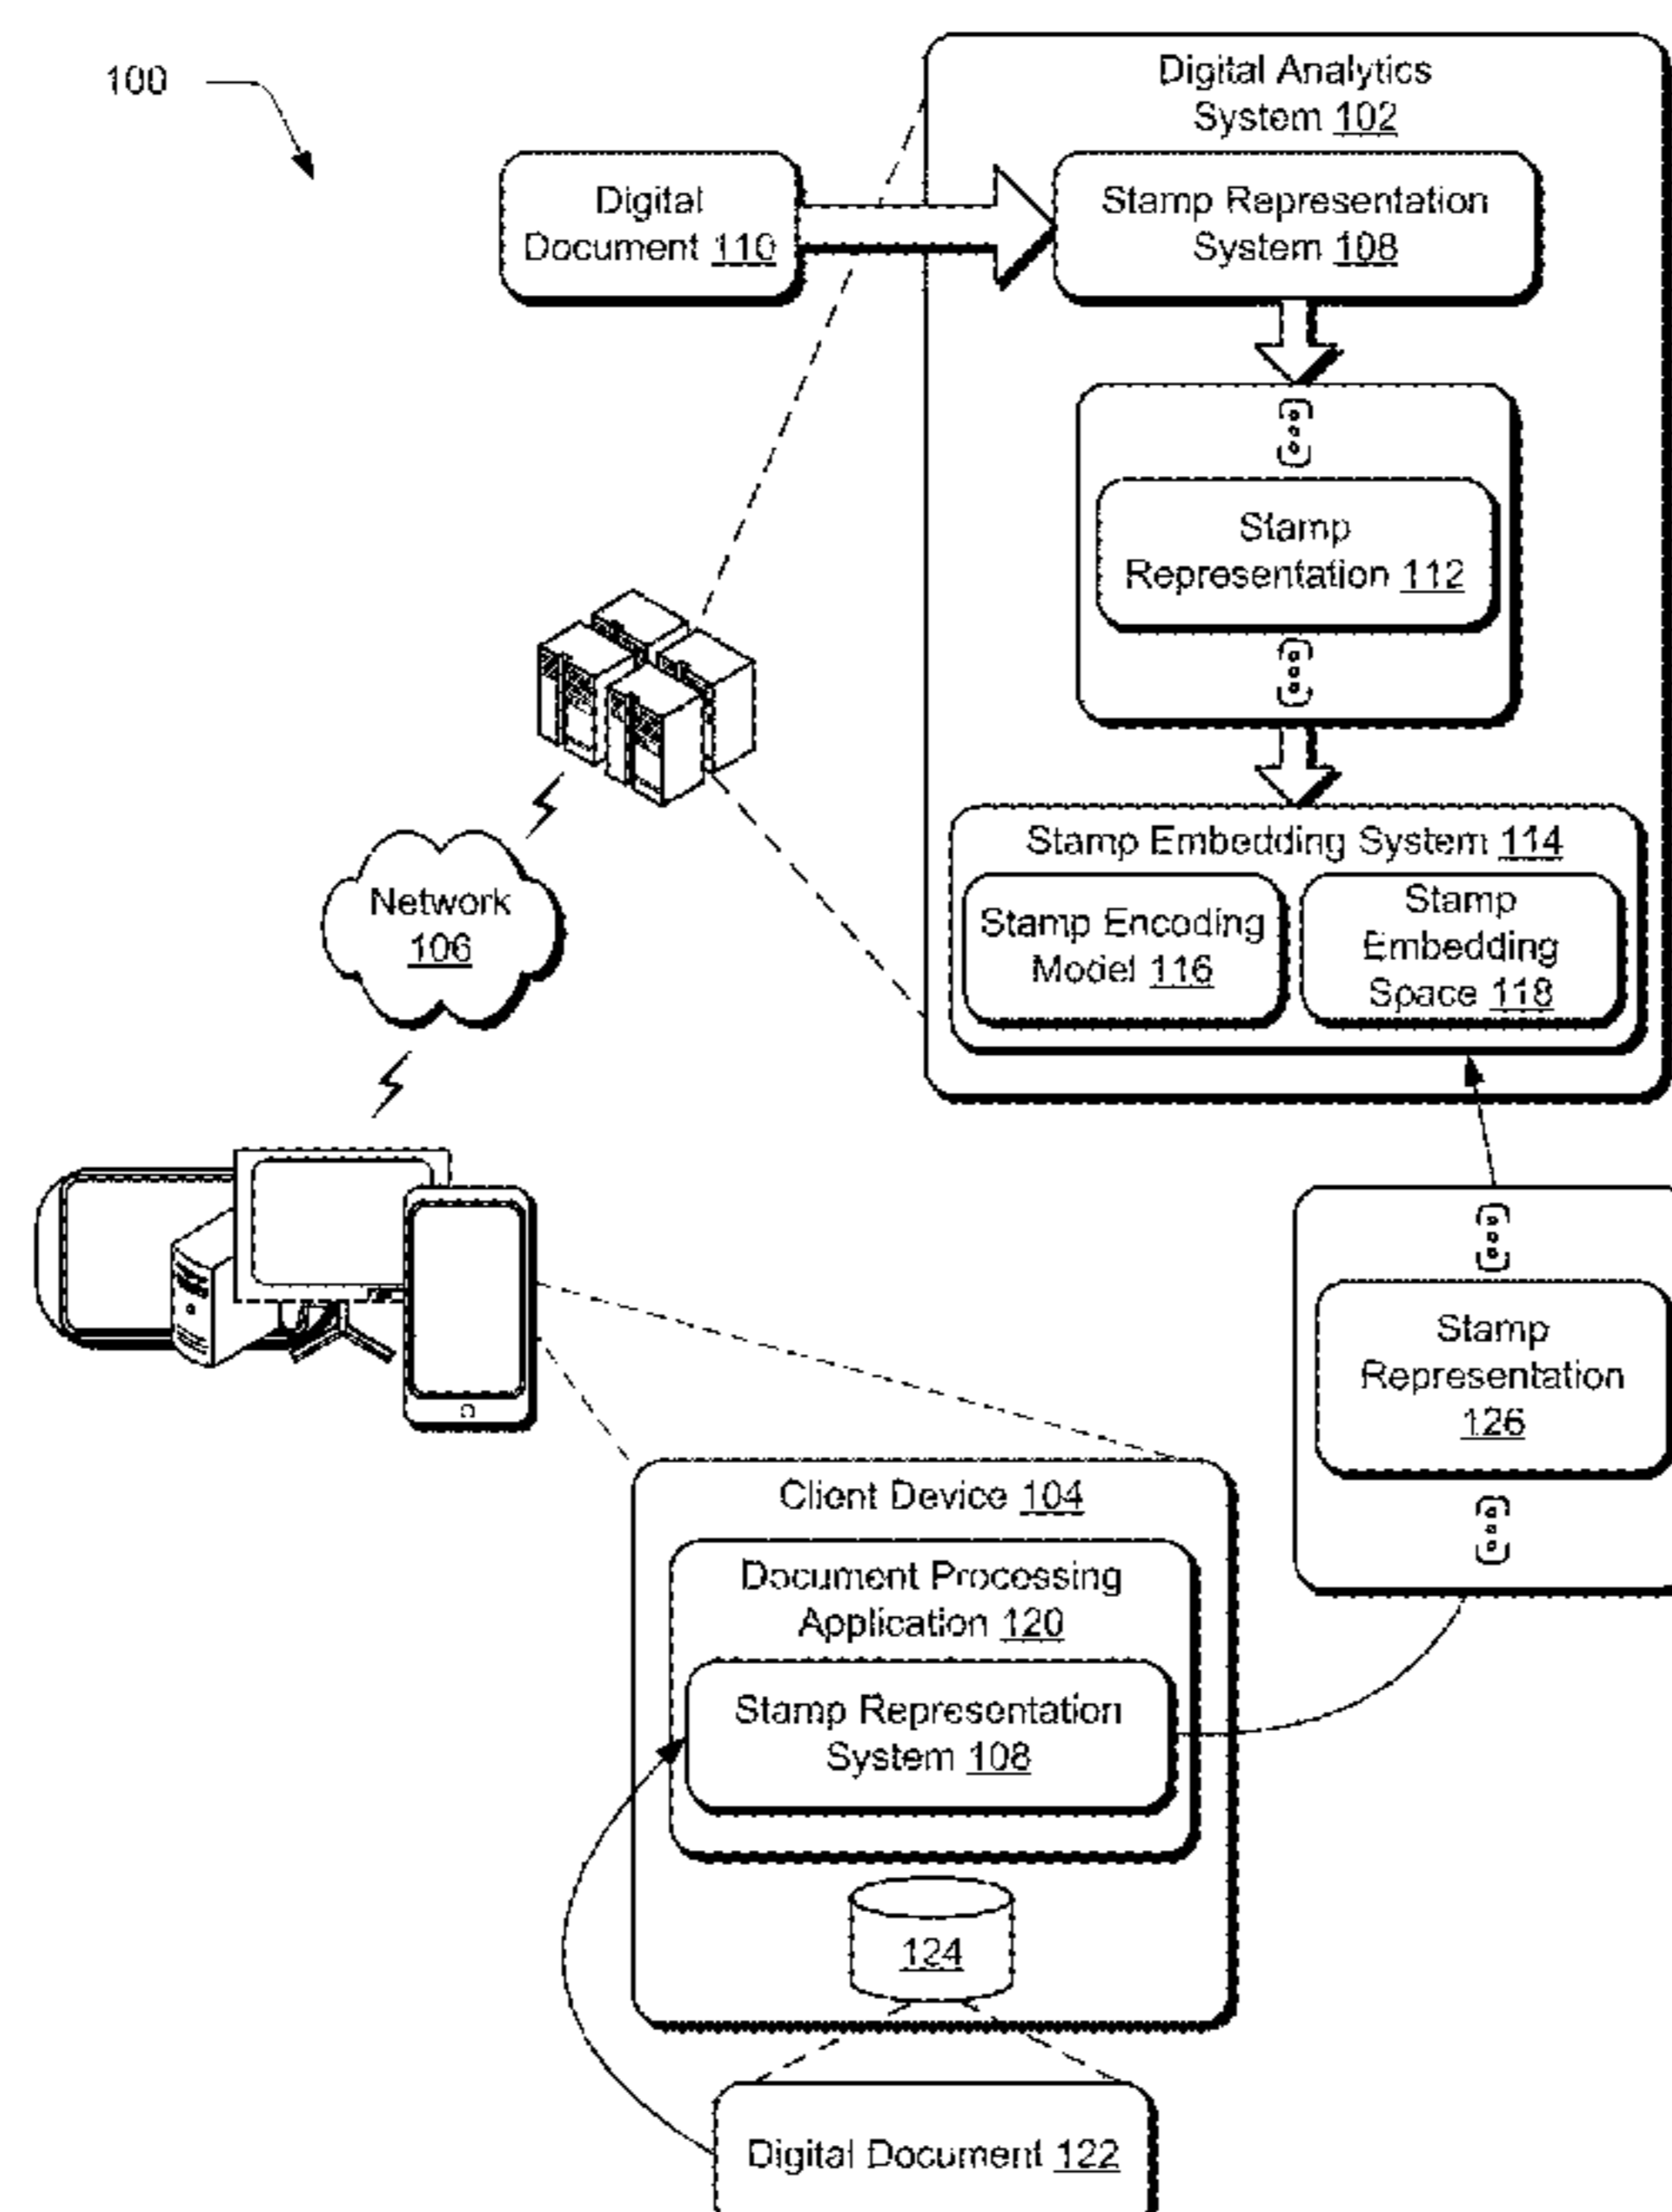 100
Digital Analytics
System 102
Digital
Document 110
Stamp Representation
System 108
Stamp
Representation 112
Stamp Embedding System 114
Stamp Encoding
Model 116
Stamp
Embedding
Space 118
Network
106
Stamp
Representation
126
Client Device 104
Document Processing
Application 120
Stamp Representation
System 108
124
Digital Document 122